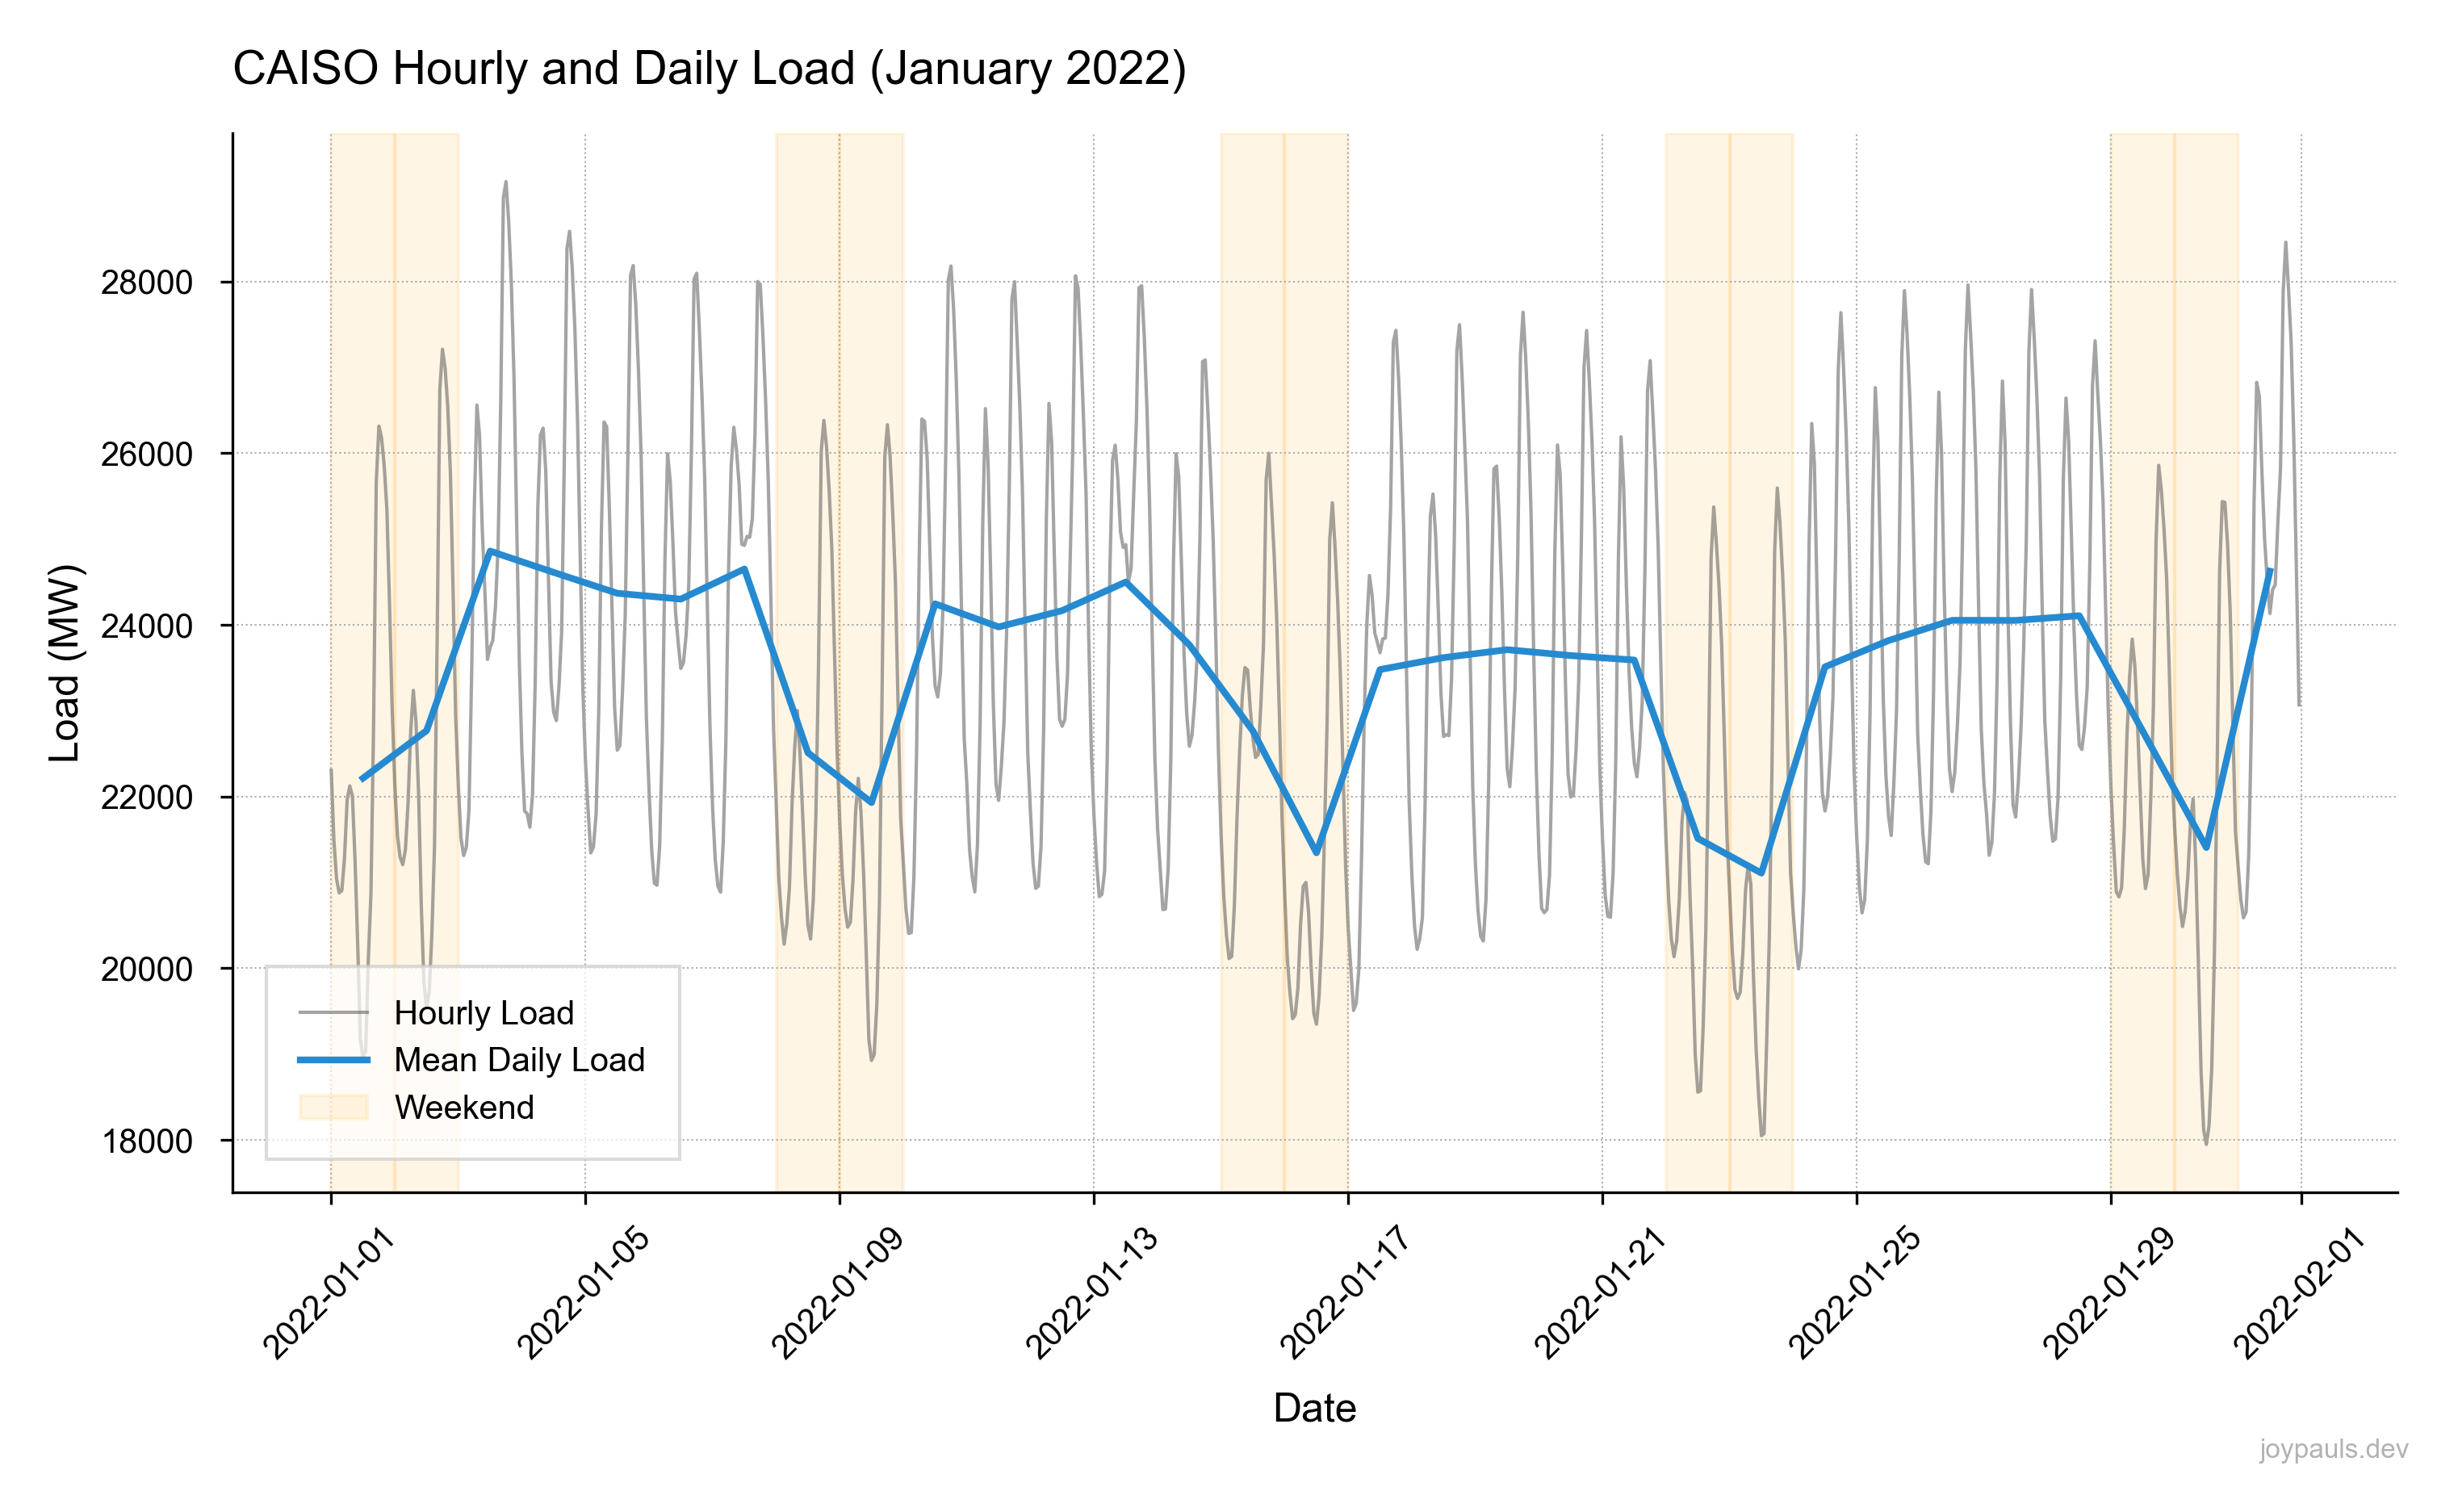 CAISO Hourly and Daily Load (January 2022)
Load (MW)
28000
26000
24000
22000
20000
18000
Hourly Load
Mean Daily Load
Weekend
2022-01-01
2022-01-05
2022-01-09
2022-01-13
2022-01-17
2022-01-21
2022-01-25
2022-01-29
2022-02-01
Date
joypauls.dev